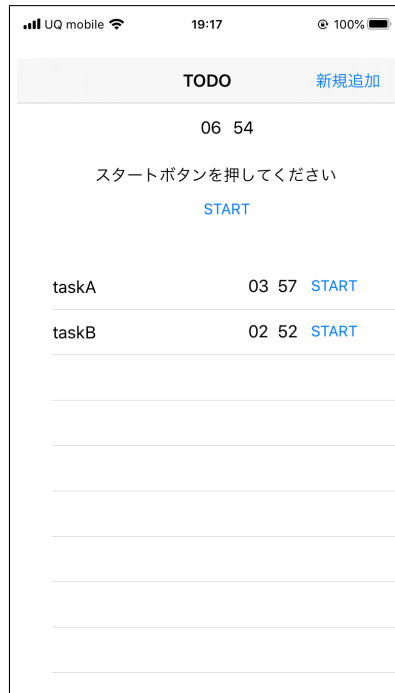 UQ mobile 19:17 100%
TODO 新規追加
06 54
スタートボタンを押してください
START
taskA 03 57 START
taskB 02 52 START